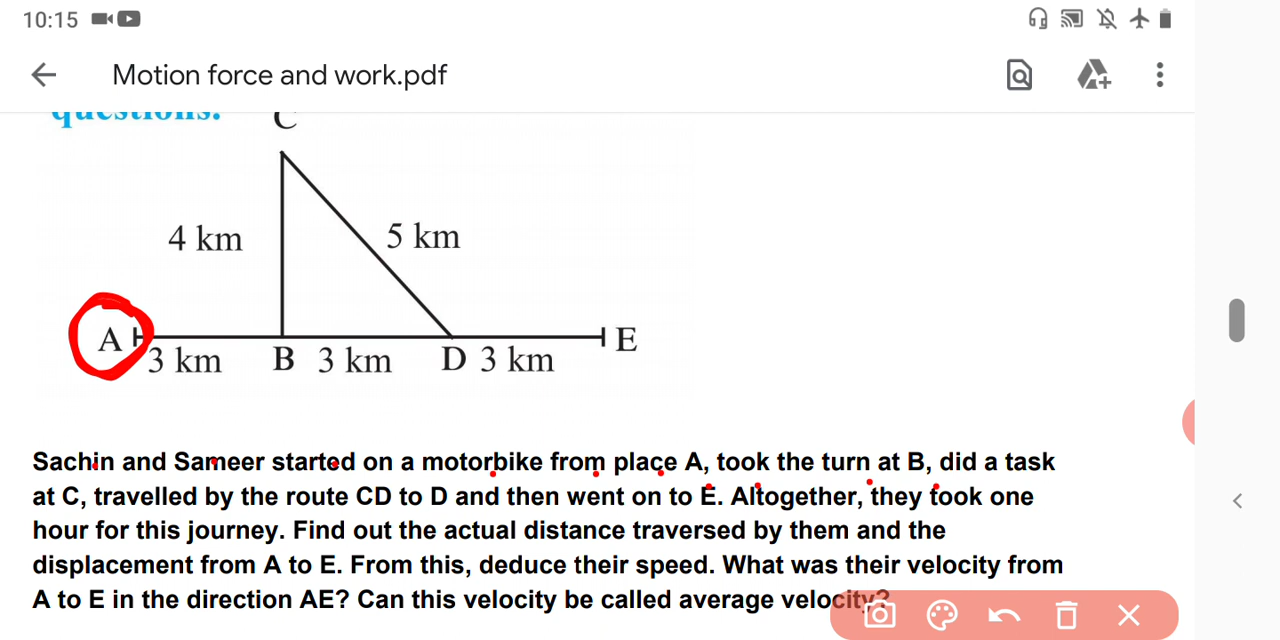 10:15
Motion force and work.pdf
questions.
C
4 km
5 km
A
E
3 km B 3 km D 3 km
Sachin and Sameer started on a motorbike from place A, took the turn at B, did a task
at C, travelled by the route CD to D and then went on to E. Altogether, they took one
hour for this journey. Find out the actual distance traversed by them and the
displacement from A to E. From this, deduce their speed. What was their velocity from
A to E in the direction AE? Can this velocity be called average velocity?